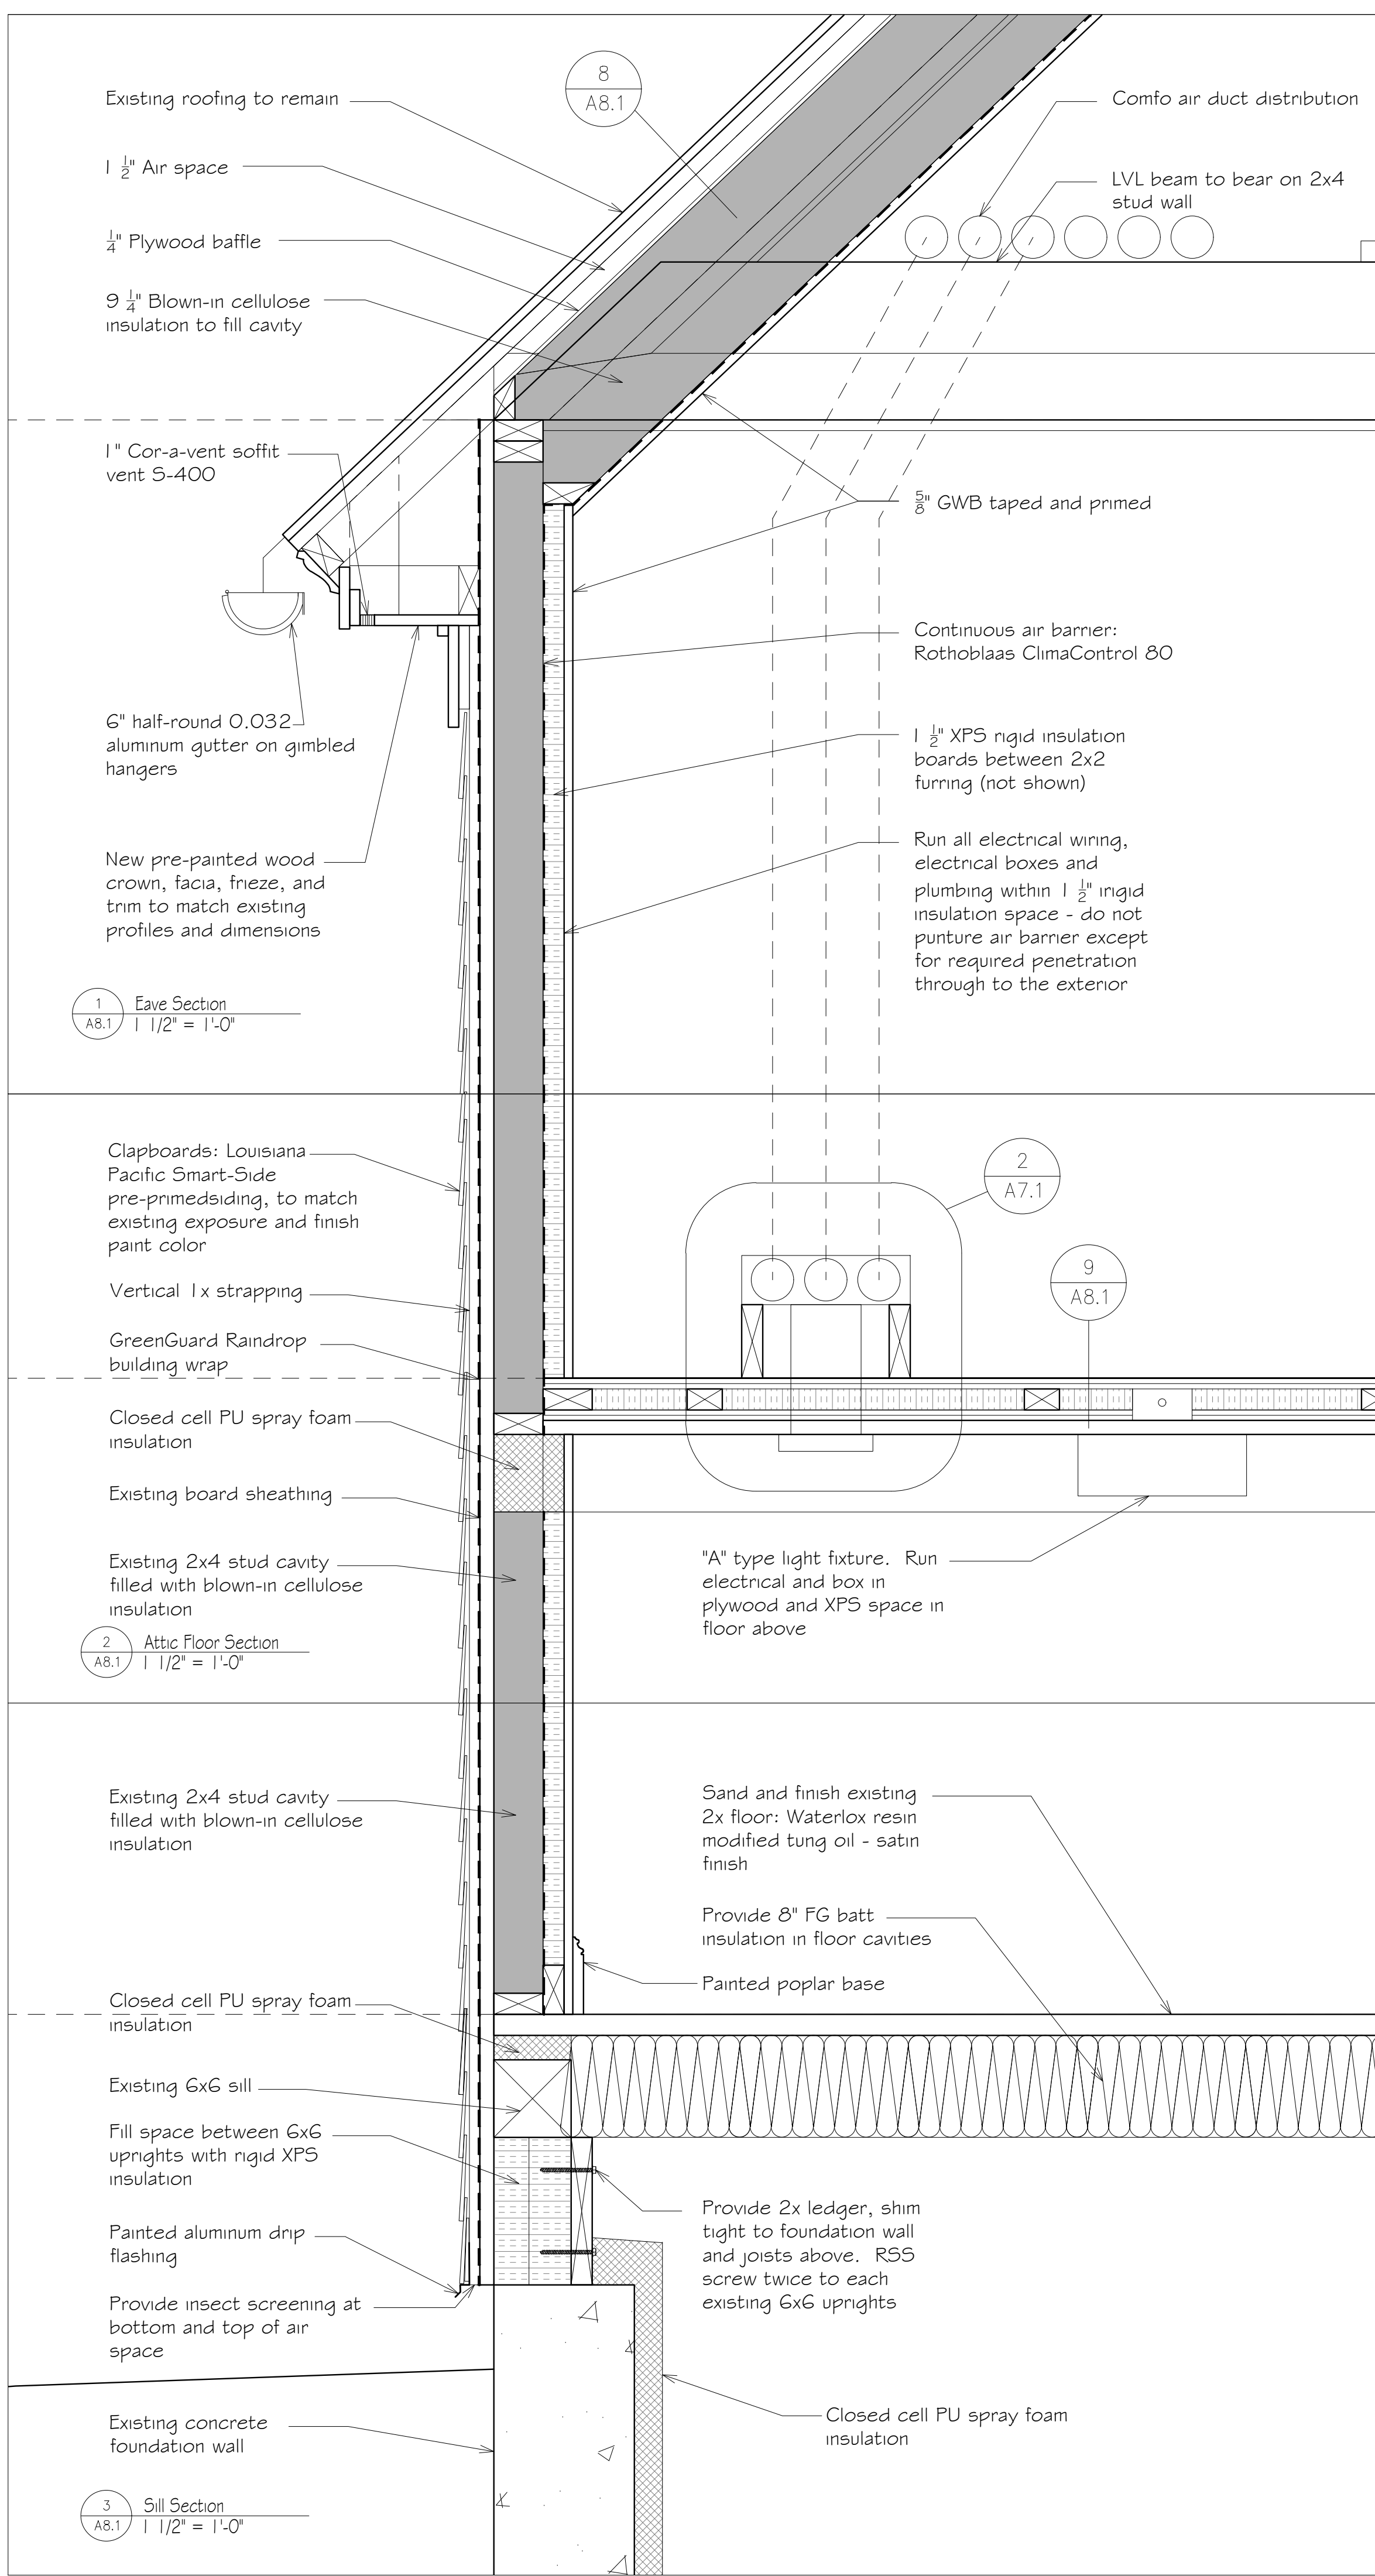 8
A8.1
Existing roofing to remain
Comfo air duct distribution
1 1/2" Air space
LVL beam to bear on 2x4
stud wall
1/4" Plywood baffle
9 1/4" Blown-in cellulose
insulation to fill cavity
1" Cor-a-vent soffit
vent S-400
5/8" GWB taped and primed
Continuous air barrier:
Rothoblaas ClimaControl 80
6" half-round 0.032
aluminum gutter on gimbled
hangers
1 1/2" XPS rigid insulation
boards between 2x2
furring (not shown)
New pre-painted wood
crown, facia, frieze, and
trim to match existing
profiles and dimensions
Run all electrical wiring,
electrical boxes and
plumbing within 1 1/2" irigid
insulation space - do not
punture air barrier except
for required penetration
through to the exterior
1
A8.1
Eave Section
1 1/2" = 1'-0"
Clapboards: Louisiana
Pacific Smart-Side
pre-primedsiding, to match
existing exposure and finish
paint color
2
A7.1
9
A8.1
Vertical 1x strapping
GreenGuard Raindrop
building wrap
Closed cell PU spray foam
insulation
Existing board sheathing
Existing 2x4 stud cavity
filled with blown-in cellulose
insulation
"A" type light fixture. Run
electrical and box in
plywood and XPS space in
floor above
2
A8.1
Attic Floor Section
1 1/2" = 1'-0"
Existing 2x4 stud cavity
filled with blown-in cellulose
insulation
Sand and finish existing
2x floor: Waterlox resin
modified tung oil - satin
finish
Provide 8" FG batt
insulation in floor cavities
Painted poplar base
Closed cell PU spray foam
insulation
Existing 6x6 sill
Fill space between 6x6
uprights with rigid XPS
insulation
Painted aluminum drip
flashing
Provide 2x ledger, shim
tight to foundation wall
and joists above. RSS
screw twice to each
existing 6x6 uprights
Provide insect screening at
bottom and top of air
space
Existing concrete
foundation wall
Closed cell PU spray foam
insulation
3
A8.1
Sill Section
1 1/2" = 1'-0"